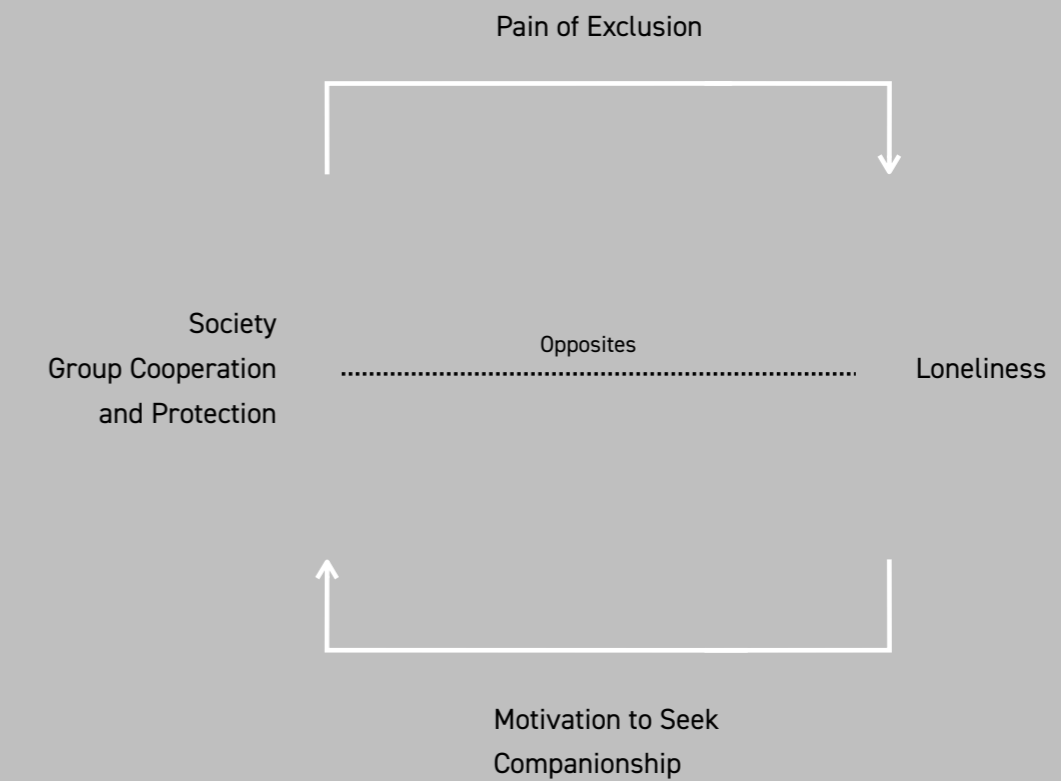 Pain of Exclusion
Society
Group Cooperation
and Protection
Opposites
Loneliness
Motivation to Seek
Companionship